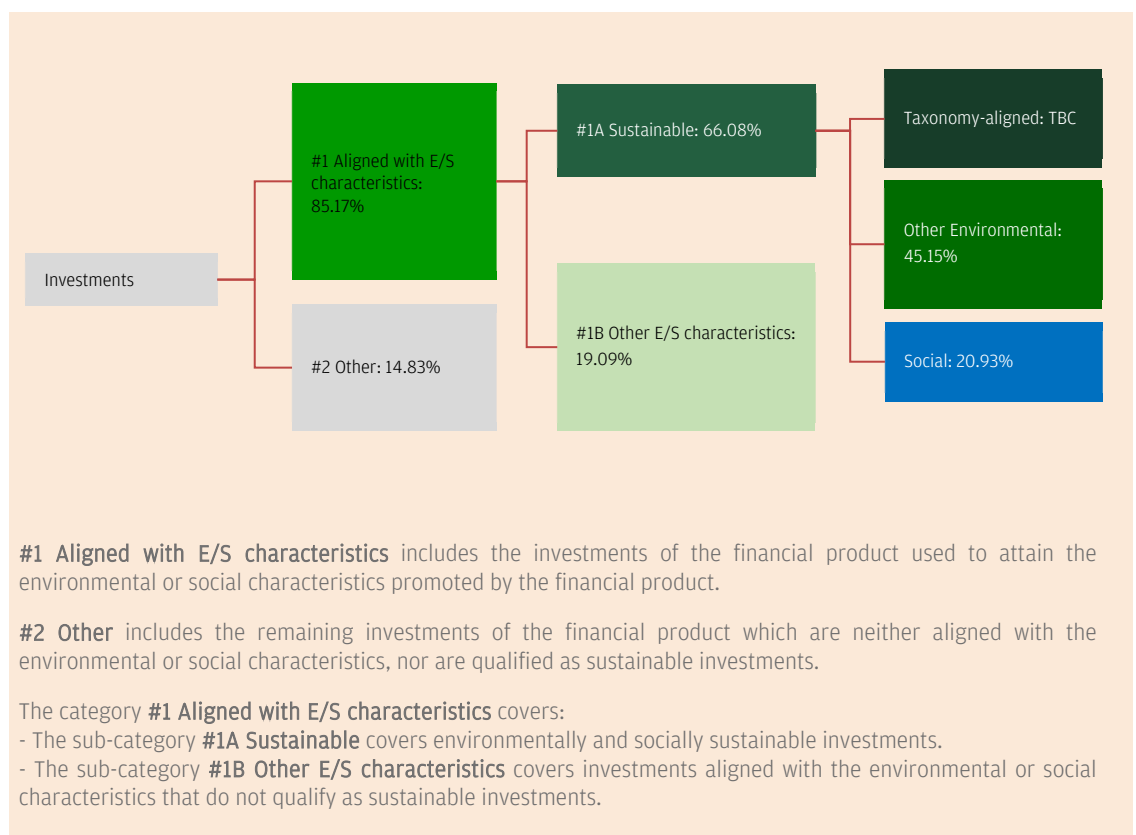 Investments
#1 Aligned with E/S
characteristics:
85.17%
#2 Other: 14.83%
#1A Sustainable: 66.08%
#1B Other E/S characteristics:
19.09%
Taxonomy-aligned: TBC
Other Environmental:
45.15%
Social: 20.93%
#1 Aligned with E/S characteristics includes the investments of the financial product used to attain the
environmental or social characteristics promoted by the financial product.
#2 Other includes the remaining investments of the financial product which are neither aligned with the
environmental or social characteristics, nor are qualified as sustainable investments.
The category #1 Aligned with E/S characteristics covers:
- The sub-category #1A Sustainable covers environmentally and socially sustainable investments.
- The sub-category #1B Other E/S characteristics covers investments aligned with the environmental or social
characteristics that do not qualify as sustainable investments.